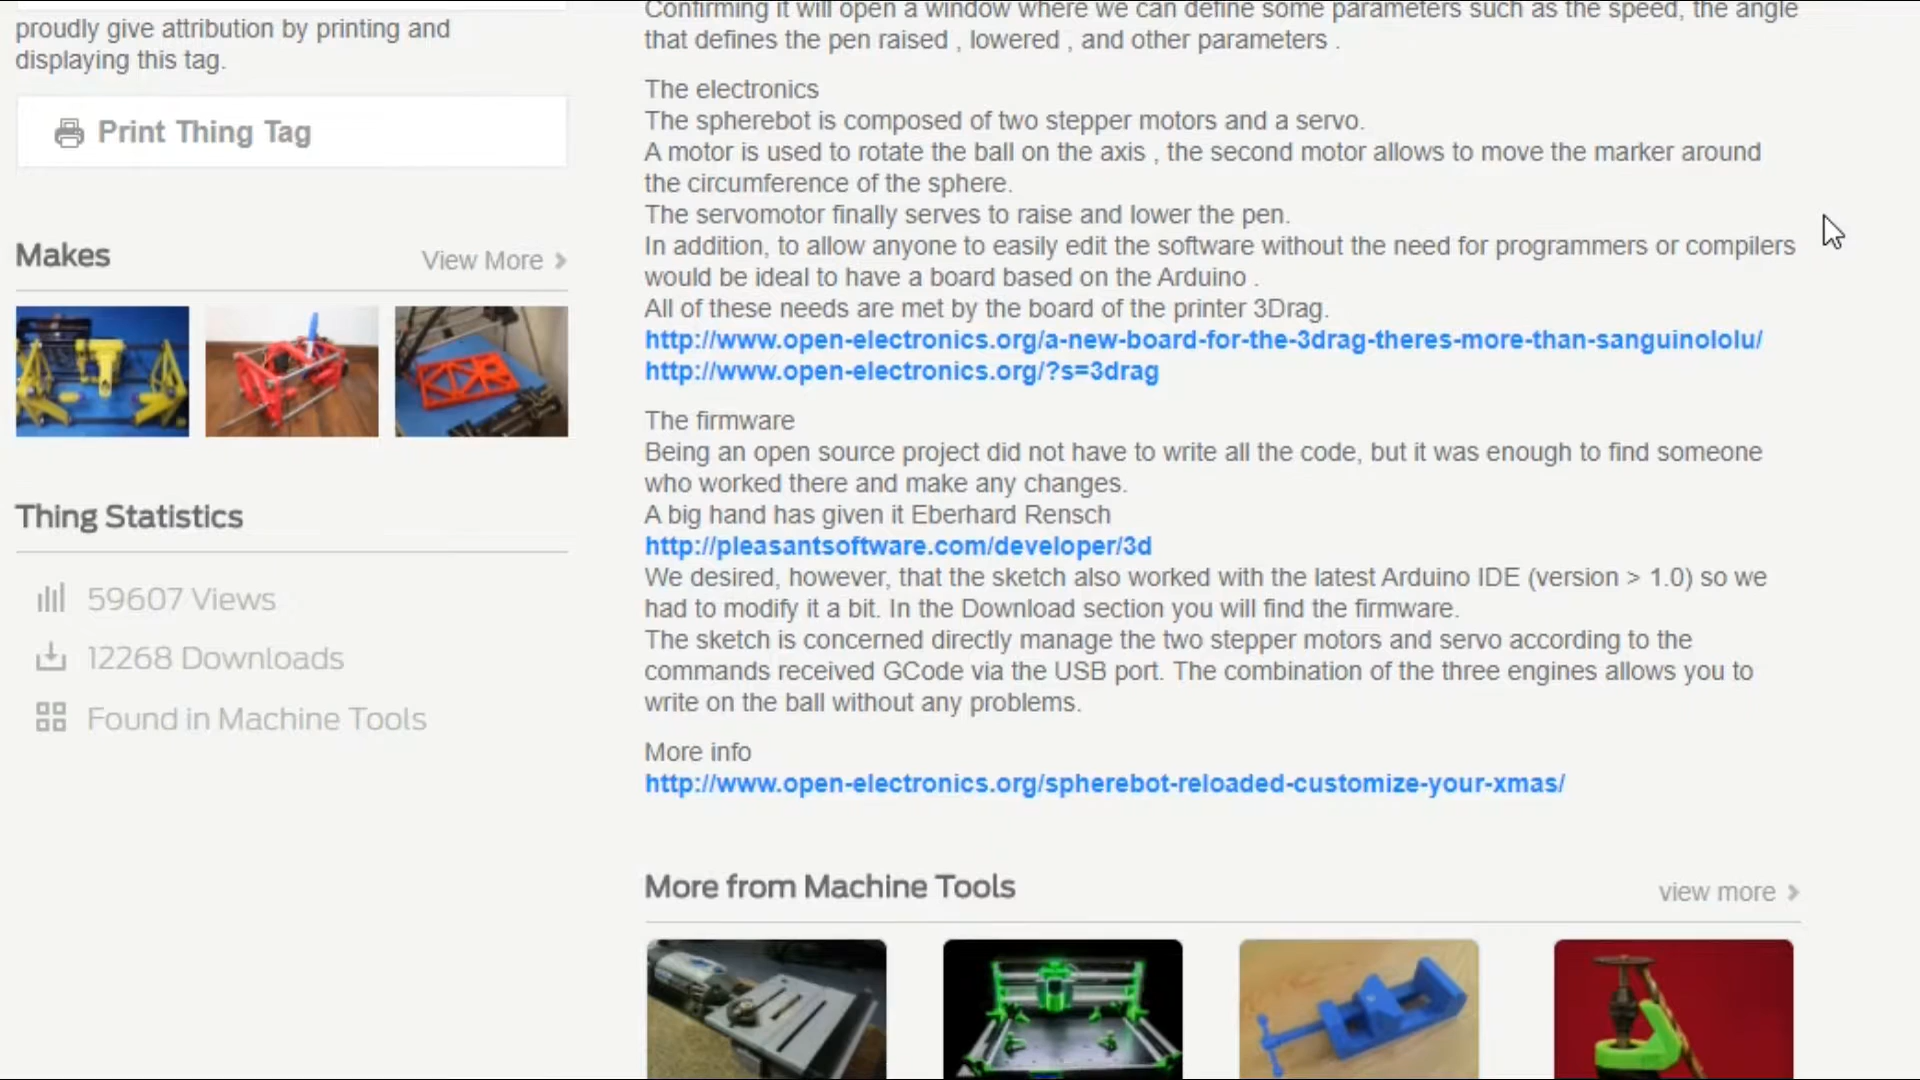 proudly give attribution by printing and
displaying this tag.
Print Thing Tag
Makes
View More
Thing Statistics
59607 Views
12268 Downloads
Found in Machine Tools
Confirming it will open a window where we can define some parameters such as the speed, the angle
that defines the pen raised , lowered , and other parameters .
The electronics
The spherebot is composed of two stepper motors and a servo.
A motor is used to rotate the ball on the axis , the second motor allows to move the marker around
the circumference of the sphere.
The servomotor finally serves to raise and lower the pen.
In addition, to allow anyone to easily edit the software without the need for programmers or compilers
would be ideal to have a board based on the Arduino .
All of these needs are met by the board of the printer 3Drag.
http://www.open-electronics.org/a-new-board-for-the-3drag-theres-more-than-sanguinololu/
http://www.open-electronics.org/?s=3drag
The firmware
Being an open source project did not have to write all the code, but it was enough to find someone
who worked there and make any changes.
A big hand has given it Eberhard Rensch
http://pleasantsoftware.com/developer/3d
We desired, however, that the sketch also worked with the latest Arduino IDE (version > 1.0) so we
had to modify it a bit. In the Download section you will find the firmware.
The sketch is concerned directly manage the two stepper motors and servo according to the
commands received GCode via the USB port. The combination of the three engines allows you to
write on the ball without any problems.
More info
http://www.open-electronics.org/spherebot-reloaded-customize-your-xmas/
More from Machine Tools
view more